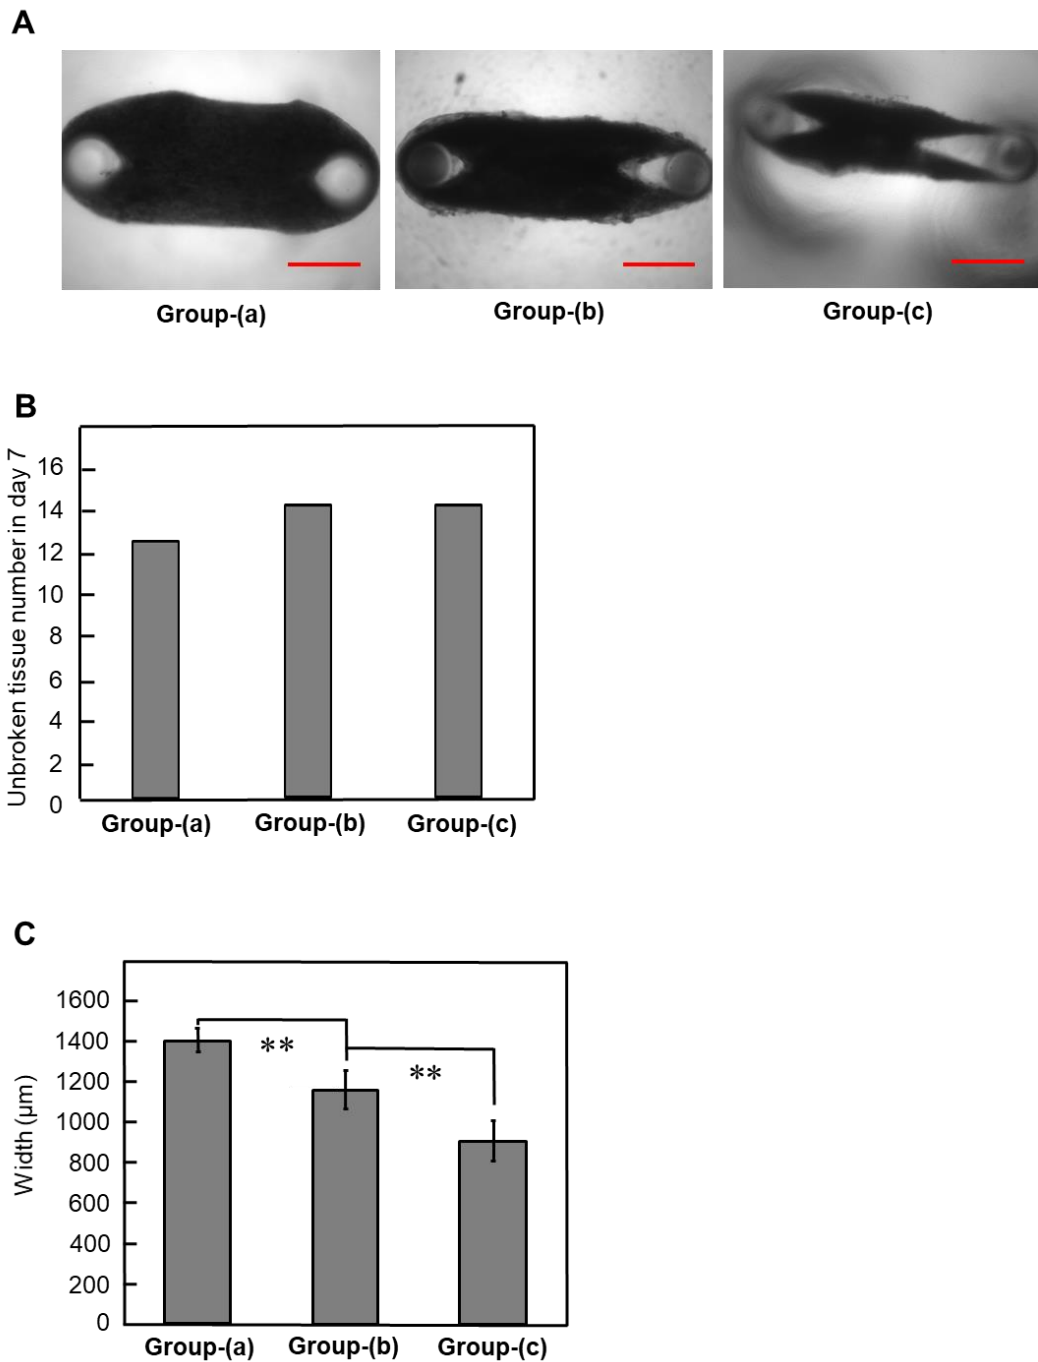 A
Group-(a)
Group-(b)
Group-(c)
B
Unbroken tissue number in day 7
16
14
12
10
8
6
4
2
0
Group-(a)
Group-(b)
Group-(c)
C
Width (µm)
1600
1400
1200
1000
800
600
400
200
0
**
**
Group-(a)
Group-(b)
Group-(c)